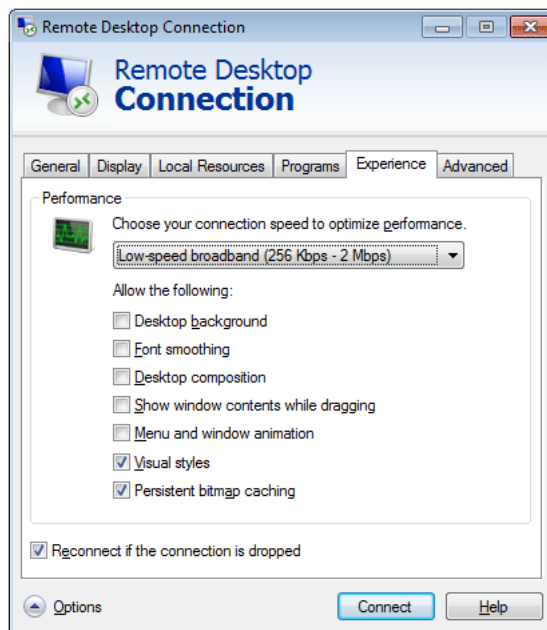 Remote Desktop Connection
Remote Desktop
Connection
General Display Local Resources Programs Experience Advanced
Performance
Choose your connection speed to optimize performance.
Low-speed broadband (256 Kbps - 2 Mbps)
Allow the following:
Desktop background
Font smoothing
Desktop composition
Show window contents while dragging
Menu and window animation
Visual styles
Persistent bitmap caching
Reconnect if the connection is dropped
Options Connect Help